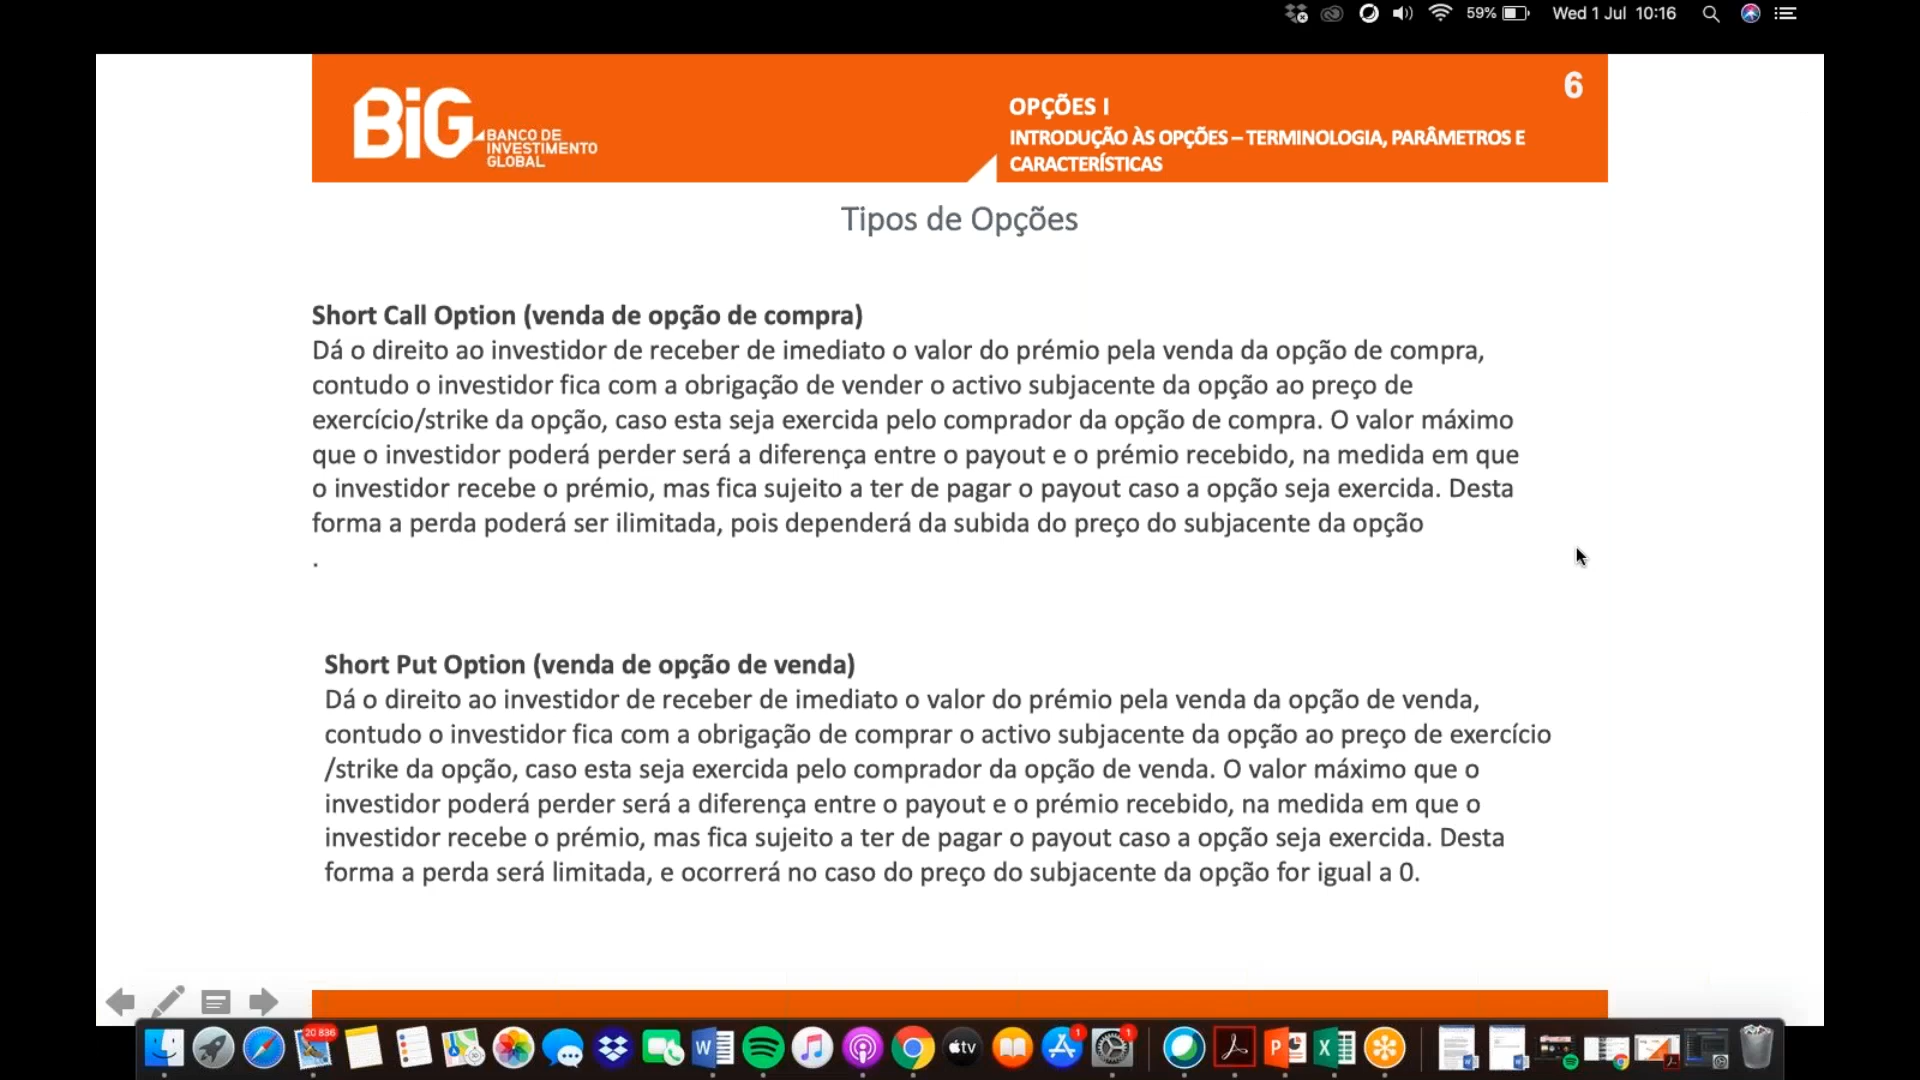 59%
Wed 1 Jul 10:16
6
BiG
BANCO DE
INVESTIMENTO
GLOBAL
OPÇÕES I
INTRODUÇÃO ÀS OPÇÕES – TERMINOLOGIA, PARÂMETROS E
CARACTERÍSTICAS
Tipos de Opções
Short Call Option (venda de opção de compra)
Dá o direito ao investidor de receber de imediato o valor do prémio pela venda da opção de compra,
contudo o investidor fica com a obrigação de vender o activo subjacente da opção ao preço de
exercício/strike da opção, caso esta seja exercida pelo comprador da opção de compra. O valor máximo
que o investidor poderá perder será a diferença entre o payout e o prémio recebido, na medida em que
o investidor recebe o prémio, mas fica sujeito a ter de pagar o payout caso a opção seja exercida. Desta
forma a perda poderá ser ilimitada, pois dependerá da subida do preço do subjacente da opção
.
Short Put Option (venda de opção de venda)
Dá o direito ao investidor de receber de imediato o valor do prémio pela venda da opção de venda,
contudo o investidor fica com a obrigação de comprar o activo subjacente da opção ao preço de exercício
/strike da opção, caso esta seja exercida pelo comprador da opção de venda. O valor máximo que o
investidor poderá perder será a diferença entre o payout e o prémio recebido, na medida em que o
investidor recebe o prémio, mas fica sujeito a ter de pagar o payout caso a opção seja exercida. Desta
forma a perda será limitada, e ocorrerá no caso do preço do subjacente da opção for igual a 0.
20 836
W
tv
1
1
P
X